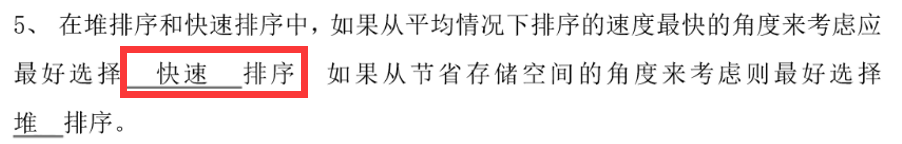 5、 在堆排序和快速排序中，如果从平均情况下排序的速度最快的角度来考虑应
最好选择 快速 排序 如果从节省存储空间的角度来考虑则最好选择
堆 排序。